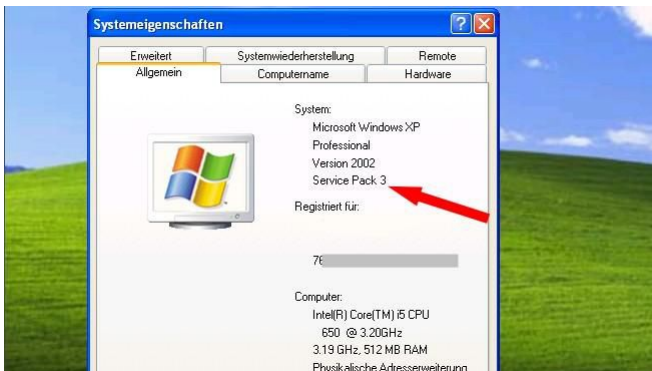 Systemeigenschaften
Erweitert
Systemwiederherstellung
Remote
Allgemein
Computername
Hardware
System:
Microsoft Windows XP
Professional
Version 2002
Service Pack 3
Registriert für:
76
Computer:
Intel(R) Core(TM) i5 CPU
650 @ 3.20GHz
3.19 GHz, 512 MB RAM
Physikalische Adresserweiterung